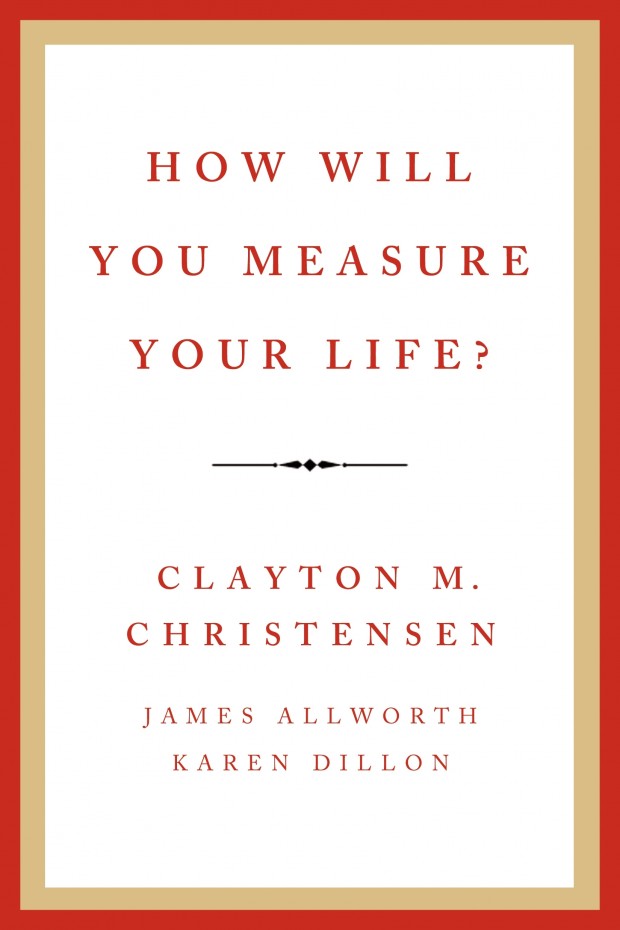 HOW WILL
YOU MEASURE
YOUR LIFE?
CLAYTON M.
CHRISTENSEN
JAMES ALLWORTH
KAREN DILLON